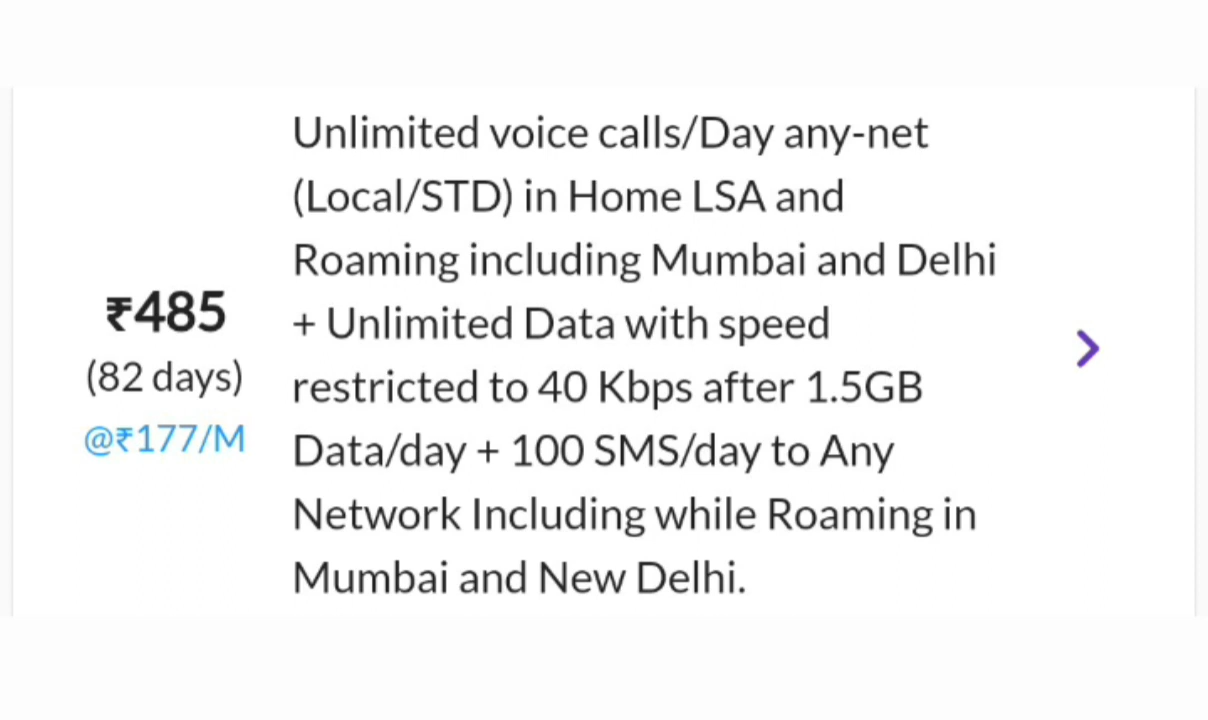 ₹485
(82 days)
@₹177/M
Unlimited voice calls/Day any-net
(Local/STD) in Home LSA and
Roaming including Mumbai and Delhi
+ Unlimited Data with speed
restricted to 40 Kbps after 1.5GB
Data/day + 100 SMS/day to Any
Network Including while Roaming in
Mumbai and New Delhi.